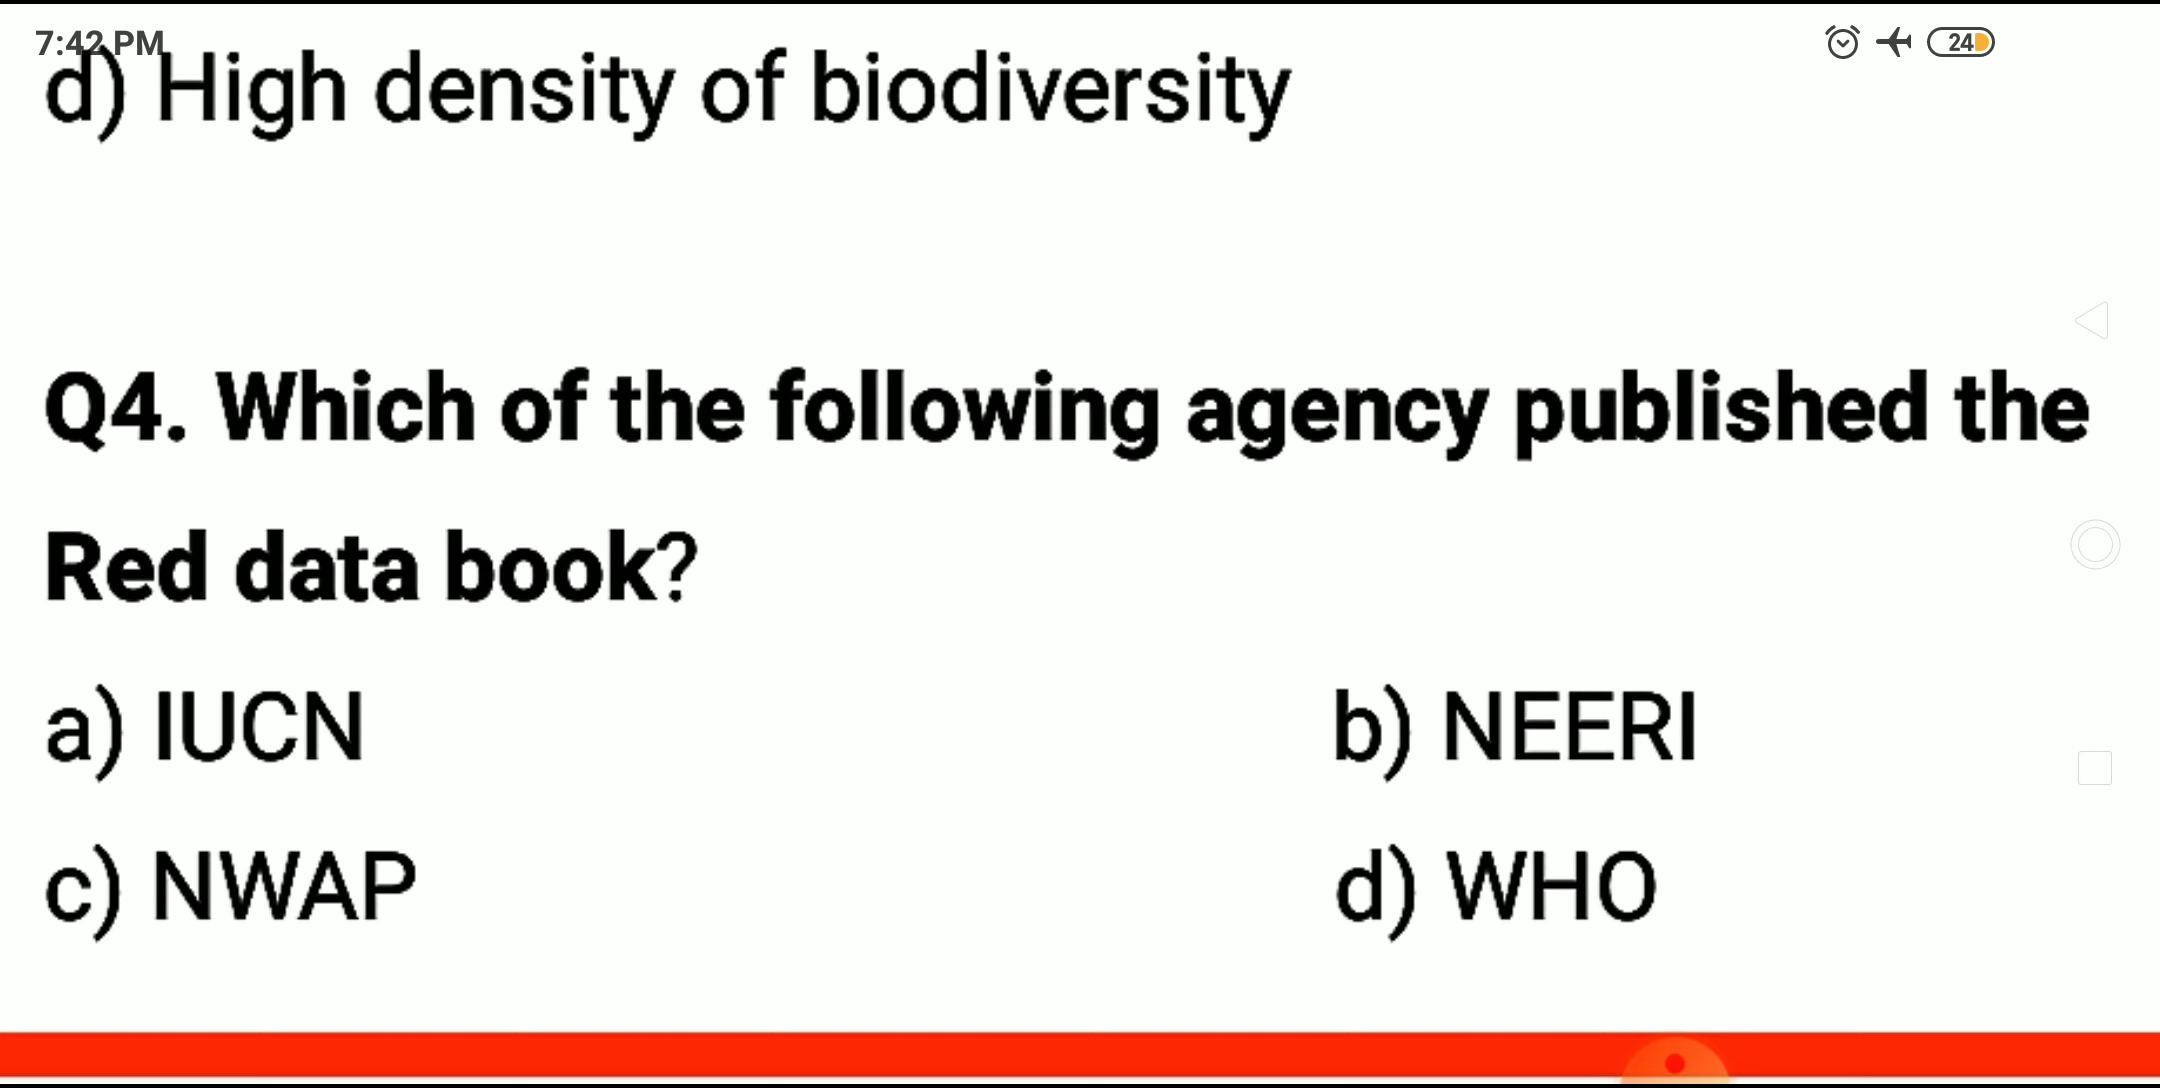 7:42 PM
24
d) High density of biodiversity
Q4. Which of the following agency published the
Red data book?
a) IUCN b) NEERI
c) NWAP d) WHO